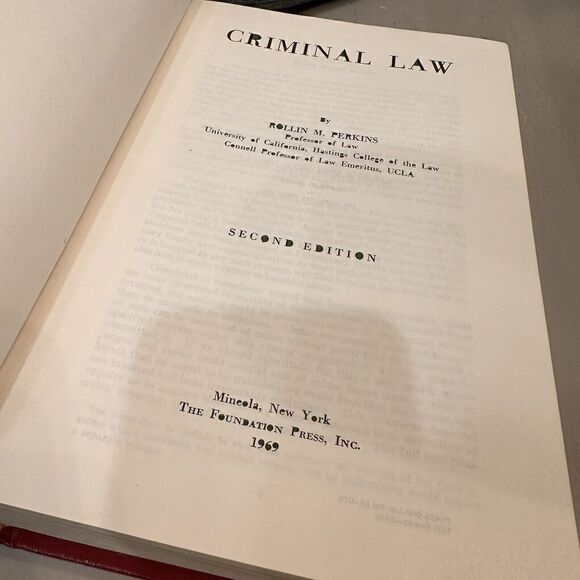 CRIMINAL LAW
By
ROLLIN M. PERKINS
Professor of Law
University of California, Hastings College of the Law
Connell Professor of Law Emeritus, UCLA
SECOND EDITION
Mineola, New York
THE FOUNDATION PRESS, INC.
1969